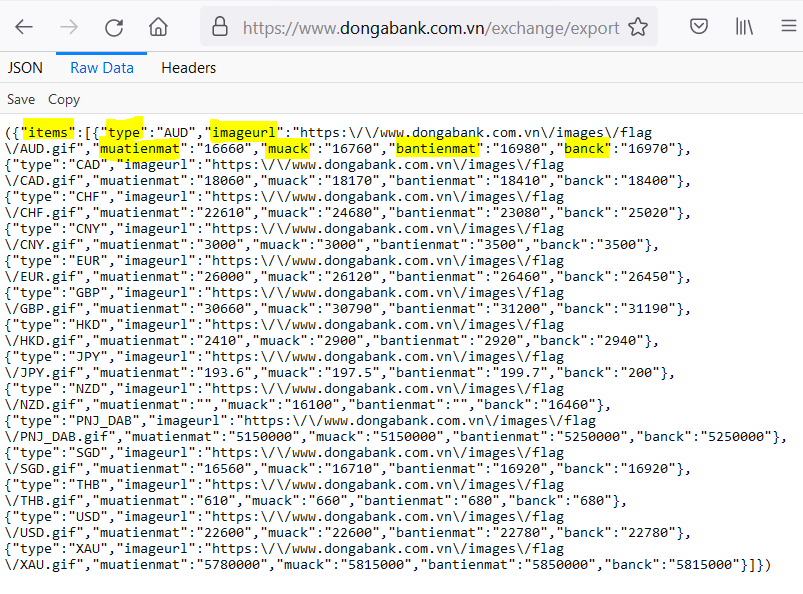 https://www.dongabank.com.vn/exchange/export
JSON Raw Data Headers
Save Copy
({"items":[{"type":"AUD","imageurl":"https:\/\/www.dongabank.com.vn\/images\/flag
\/AUD.gif","muatienmat":"16660","muack":"16760","bantienmat":"16980","banck":"16970"},
{"type":"CAD","imageurl":"https:\/\/www.dongabank.com.vn\/images\/flag
\/CAD.gif","muatienmat":"18060","muack":"18170","bantienmat":"18410","banck":"18400"},
{"type":"CHF","imageurl":"https:\/\/www.dongabank.com.vn\/images\/flag
\/CHF.gif","muatienmat":"22610","muack":"24680","bantienmat":"23080","banck":"25020"},
{"type":"CNY","imageurl":"https:\/\/www.dongabank.com.vn\/images\/flag
\/CNY.gif","muatienmat":"3000","muack":"3000","bantienmat":"3500","banck":"3500"},
{"type":"EUR","imageurl":"https:\/\/www.dongabank.com.vn\/images\/flag
\/EUR.gif","muatienmat":"26000","muack":"26120","bantienmat":"26460","banck":"26450"},
{"type":"GBP","imageurl":"https:\/\/www.dongabank.com.vn\/images\/flag
\/GBP.gif","muatienmat":"30660","muack":"30790","bantienmat":"31200","banck":"31190"},
{"type":"HKD","imageurl":"https:\/\/www.dongabank.com.vn\/images\/flag
\/HKD.gif","muatienmat":"2410","muack":"2900","bantienmat":"2920","banck":"2940"},
{"type":"JPY","imageurl":"https:\/\/www.dongabank.com.vn\/images\/flag
\/JPY.gif","muatienmat":"193.6","muack":"197.5","bantienmat":"199.7","banck":"200"},
{"type":"NZD","imageurl":"https:\/\/www.dongabank.com.vn\/images\/flag
\/NZD.gif","muatienmat":"","muack":"16100","bantienmat":"","banck":"16460"},
{"type":"PNJ_DAB","imageurl":"https:\/\/www.dongabank.com.vn\/images\/flag
\/PNJ_DAB.gif","muatienmat":"5150000","muack":"5150000","bantienmat":"5250000","banck":"5250000"},
{"type":"SGD","imageurl":"https:\/\/www.dongabank.com.vn\/images\/flag
\/SGD.gif","muatienmat":"16560","muack":"16710","bantienmat":"16920","banck":"16920"},
{"type":"THB","imageurl":"https:\/\/www.dongabank.com.vn\/images\/flag
\/THB.gif","muatienmat":"610","muack":"660","bantienmat":"680","banck":"680"},
{"type":"USD","imageurl":"https:\/\/www.dongabank.com.vn\/images\/flag
\/USD.gif","muatienmat":"22600","muack":"22600","bantienmat":"22780","banck":"22780"},
{"type":"XAU","imageurl":"https:\/\/www.dongabank.com.vn\/images\/flag
\/XAU.gif","muatienmat":"5780000","muack":"5815000","bantienmat":"5850000","banck":"5815000"}]})